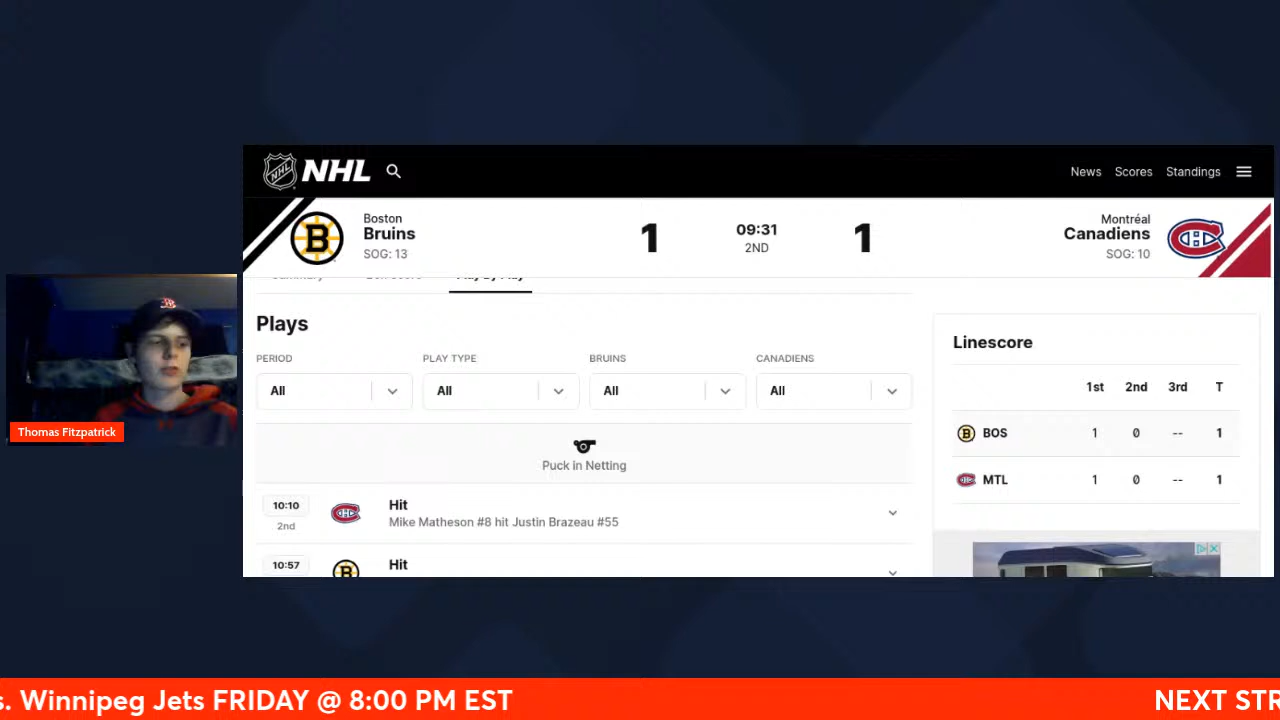 NHL
News Scores Standings
Boston
Bruins
SOG: 13
1
09:31
2ND
1
Montréal
Canadiens
SOG: 10
Plays
PERIOD
PLAY TYPE
BRUINS
CANADIENS
All
All
All
All
Puck in Netting
10:10
2nd
Hit
Mike Matheson #8 hit Justin Brazeau #55
10:57
Hit
Linescore
1st 2nd 3rd T
BOS 1 0 -- 1
MTL 1 0 -- 1
Thomas Fitzpatrick
s. Winnipeg Jets FRIDAY @ 8:00 PM EST
NEXT STR